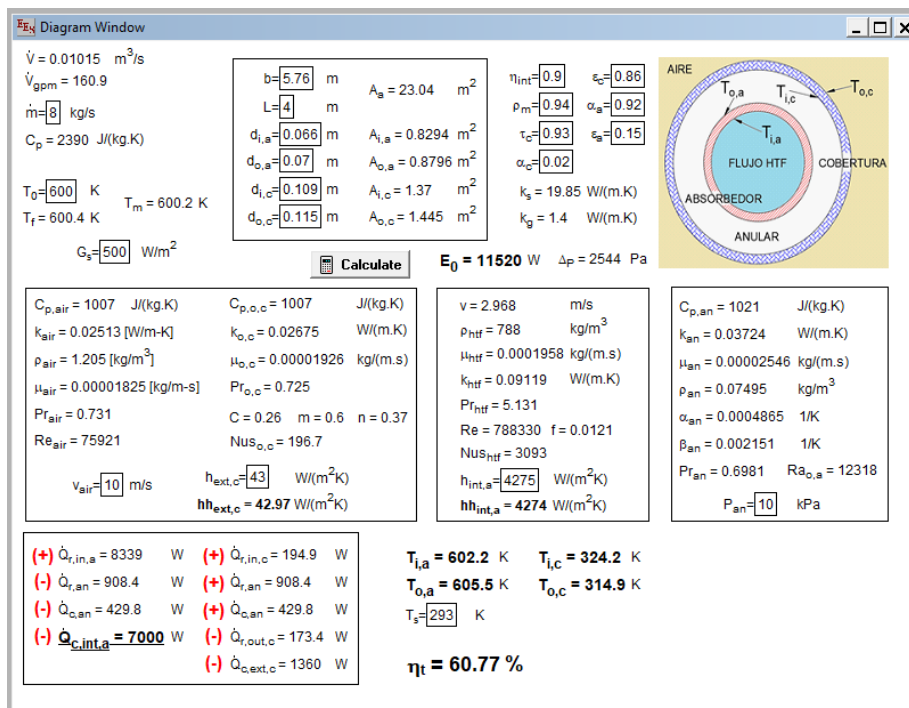 EES Diagram Window
V̇ = 0.01015 m³/s
V̇gpm = 160.9
ṁ= 8 kg/s
Cp = 2390 J/(kg.K)
T0= 600 K
Tm = 600.2 K
Tf = 600.4 K
Gs= 500 W/m²
b= 5.76 m
Aa = 23.04 m²
L= 4 m
di,a= 0.066 m
Ai,a = 0.8294 m²
do,a= 0.07 m
Ao,a = 0.8796 m²
di,c= 0.109 m
Ai,c = 1.37 m²
do,c= 0.115 m
Ao,c = 1.445 m²
ηint= 0.9 εc= 0.86
ρm= 0.94 αa= 0.92
τc= 0.93 εa= 0.15
αc= 0.02
ks = 19.85 W/(m.K)
kg = 1.4 W/(m.K)
AIRE
To,a
Ti,c
To,c
Ti,a
FLUJO HTF
COBERTURA
ABSORBEDOR
ANULAR
Calculate
E0 = 11520 W ΔP = 2544 Pa
Cp,air = 1007 J/(kg.K)
kair = 0.02513 [W/m-K]
ρair = 1.205 [kg/m³]
μair = 0.00001825 [kg/m-s]
Prair = 0.731
Reair = 75921
Cp,o,c = 1007 J/(kg.K)
ko,c = 0.02675 W/(m.K)
μo,c = 0.00001926 kg/(m.s)
Pro,c = 0.725
C = 0.26 m = 0.6 n = 0.37
Nuso,c = 196.7
vair= 10 m/s
hext,c= 43 W/(m²K)
hhext,c = 42.97 W/(m²K)
v = 2.968 m/s
ρhtf = 788 kg/m³
μhtf = 0.0001958 kg/(m.s)
khtf = 0.09119 W/(m.K)
Prhtf = 5.131
Re = 788330 f = 0.0121
Nushtf = 3093
hint,a= 4275 W/(m²K)
hhint,a = 4274 W/(m²K)
Cp,an = 1021 J/(kg.K)
kan = 0.03724 W/(m.K)
μan = 0.00002546 kg/(m.s)
ρan = 0.07495 kg/m³
αan = 0.0004865 1/K
βan = 0.002151 1/K
Pran = 0.6981 Rao,a = 12318
Pan= 10 kPa
(+) Q̇r,in,a = 8339 W
(-) Q̇r,an = 908.4 W
(-) Q̇c,an = 429.8 W
(-) Q̇c,int,a = 7000 W
(+) Q̇r,in,c = 194.9 W
(+) Q̇r,an = 908.4 W
(+) Q̇c,an = 429.8 W
(-) Q̇r,out,c = 173.4 W
(-) Q̇c,ext,c = 1360 W
Ti,a = 602.2 K Ti,c = 324.2 K
To,a = 605.5 K To,c = 314.9 K
Ts= 293 K
ηt = 60.77 %